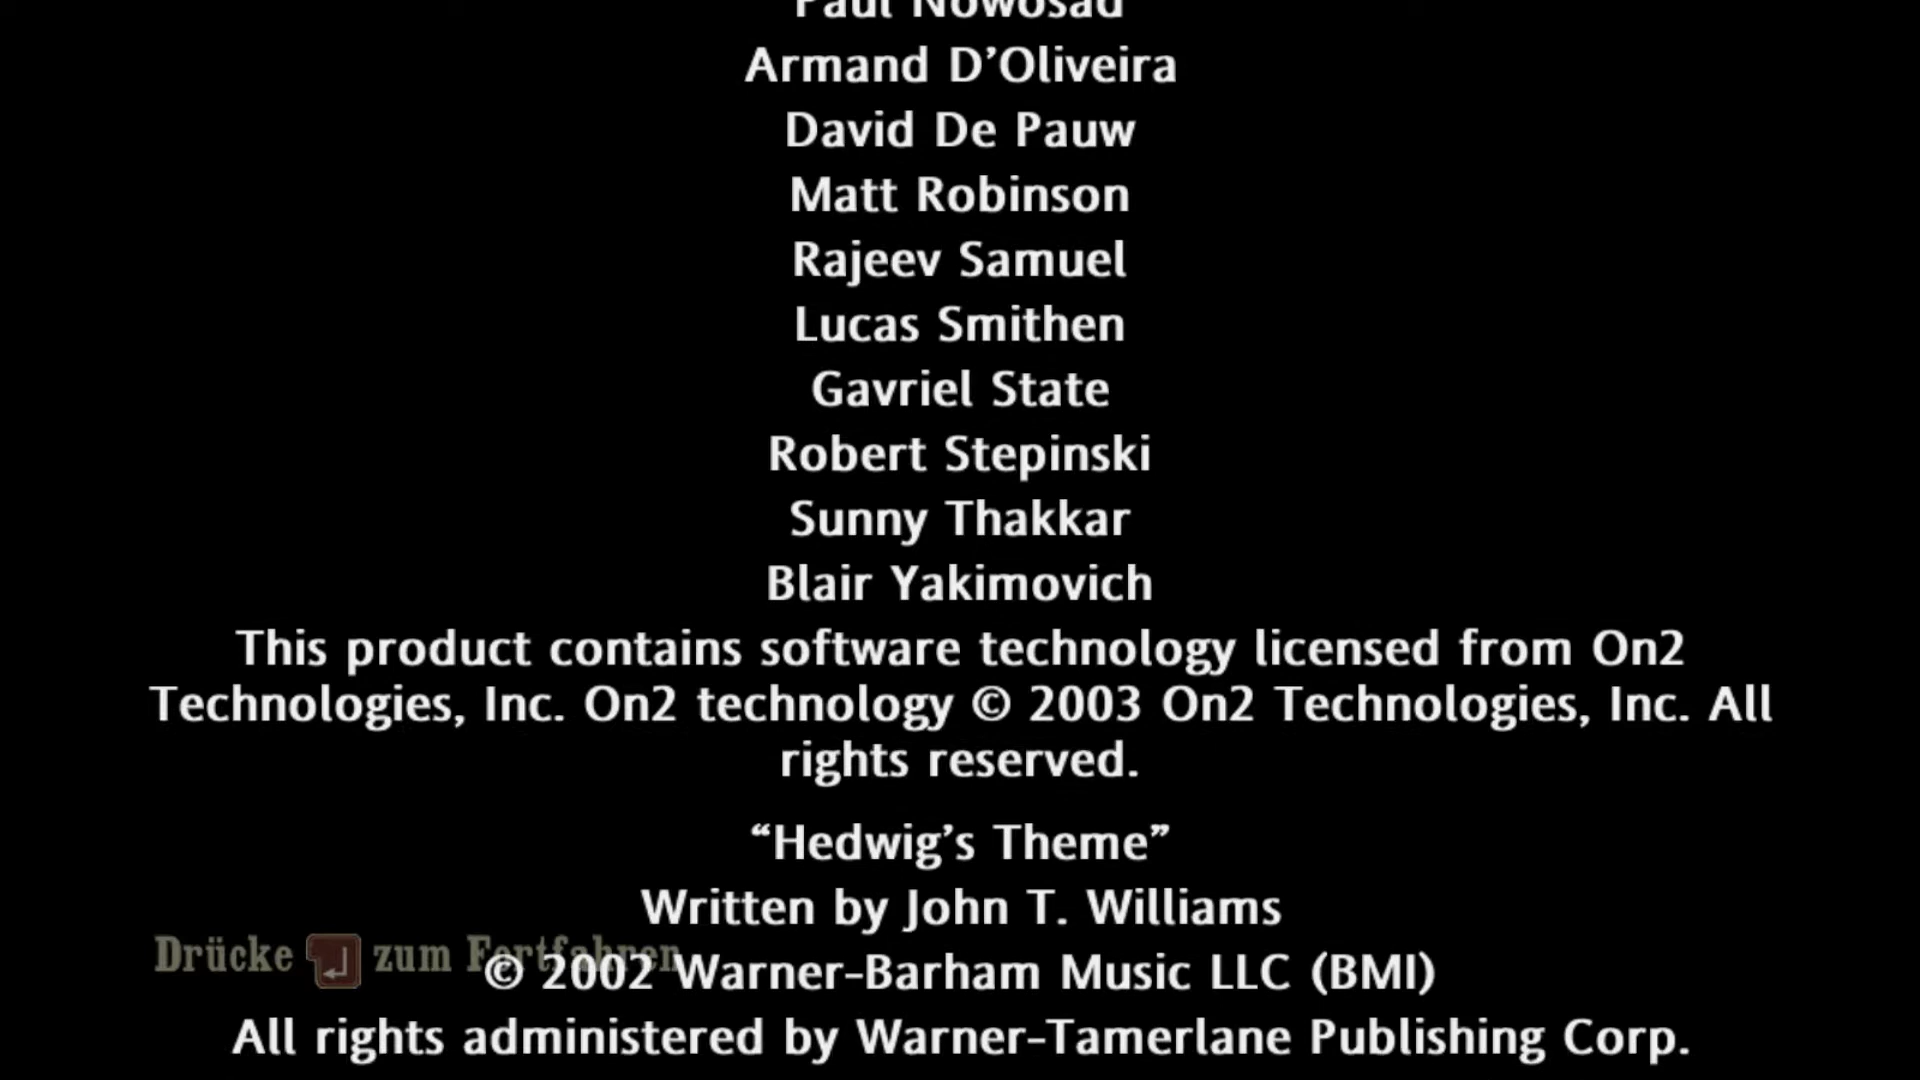 Paul Nowosad
Armand D’Oliveira
David De Pauw
Matt Robinson
Rajeev Samuel
Lucas Smithen
Gavriel State
Robert Stepinski
Sunny Thakkar
Blair Yakimovich
This product contains software technology licensed from On2
Technologies, Inc. On2 technology © 2003 On2 Technologies, Inc. All
rights reserved.
“Hedwig’s Theme”
Written by John T. Williams
Drücke zum Fortfahren
© 2002 Warner-Barham Music LLC (BMI)
All rights administered by Warner-Tamerlane Publishing Corp.